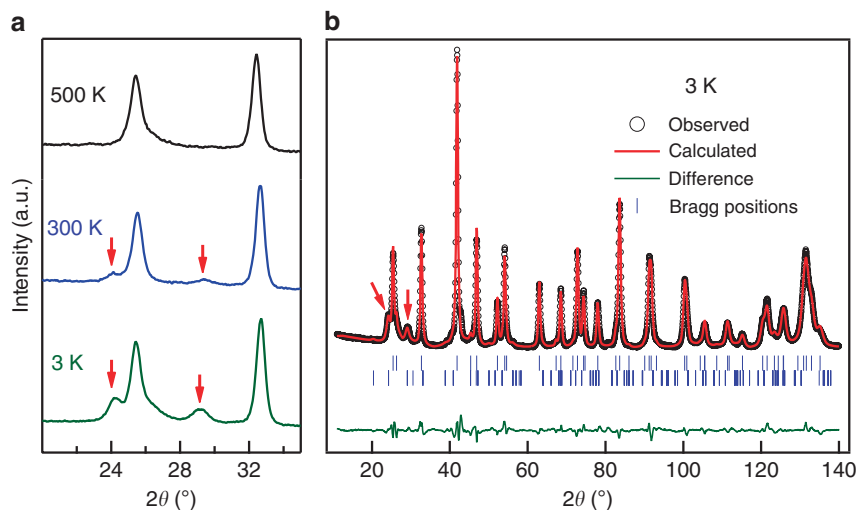 a
500 K
300 K
3 K
Intensity (a.u.)
24 28 32
2θ (°)
b
3 K
Observed
Calculated
Difference
Bragg positions
20 40 60 80 100 120 140
2θ (°)